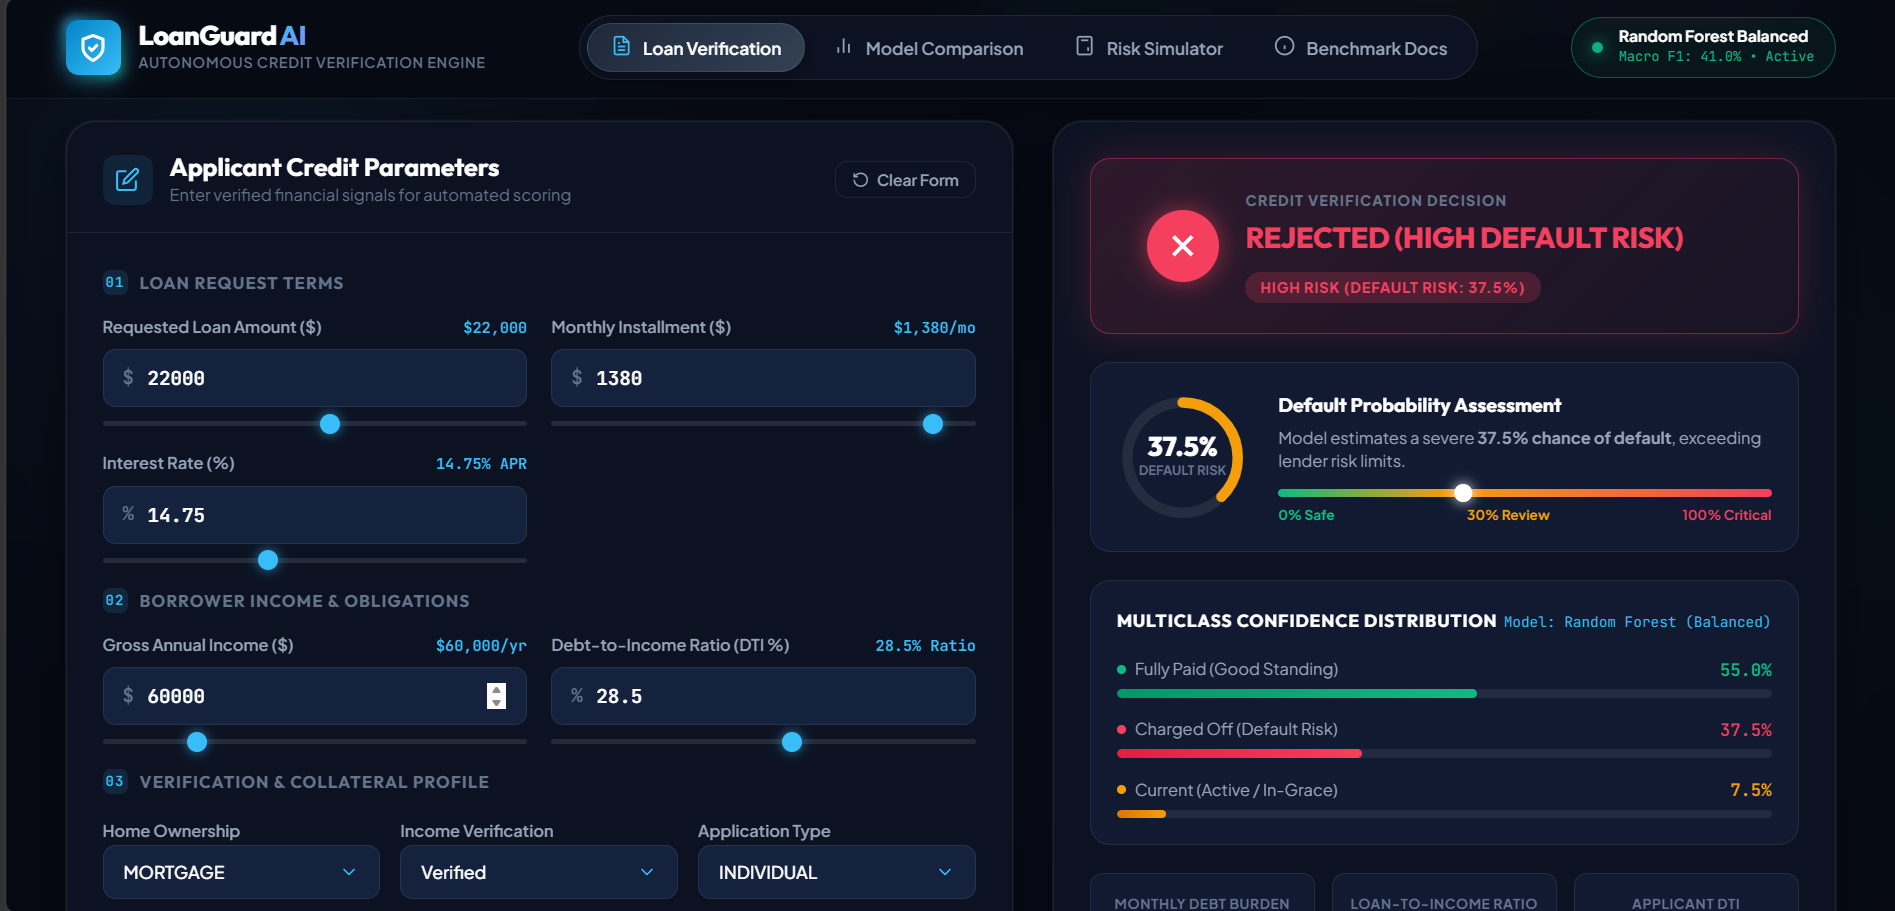 LoanGuard AI
AUTONOMOUS CREDIT VERIFICATION ENGINE
Loan Verification
Model Comparison
Risk Simulator
Benchmark Docs
Random Forest Balanced
Macro F1: 41.0% • Active
Applicant Credit Parameters
Enter verified financial signals for automated scoring
Clear Form
01 LOAN REQUEST TERMS
Requested Loan Amount ($) $22,000
$ 22000
Monthly Installment ($) $1,380/mo
$ 1380
Interest Rate (%) 14.75% APR
% 14.75
02 BORROWER INCOME & OBLIGATIONS
Gross Annual Income ($) $60,000/yr
$ 60000
Debt-to-Income Ratio (DTI %) 28.5% Ratio
% 28.5
03 VERIFICATION & COLLATERAL PROFILE
Home Ownership
MORTGAGE
Income Verification
Verified
Application Type
INDIVIDUAL
CREDIT VERIFICATION DECISION
REJECTED (HIGH DEFAULT RISK)
HIGH RISK (DEFAULT RISK: 37.5%)
37.5%
DEFAULT RISK
Default Probability Assessment
Model estimates a severe 37.5% chance of default, exceeding
lender risk limits.
0% Safe
30% Review
100% Critical
MULTICLASS CONFIDENCE DISTRIBUTION Model: Random Forest (Balanced)
Fully Paid (Good Standing) 55.0%
Charged Off (Default Risk) 37.5%
Current (Active / In-Grace) 7.5%
MONTHLY DEBT BURDEN
LOAN-TO-INCOME RATIO
APPLICANT DTI